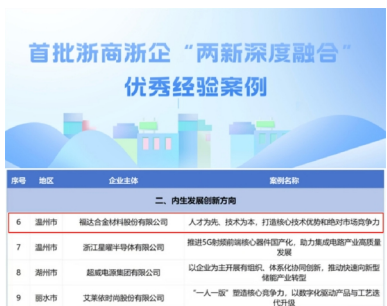 首批浙商浙企“两新深度融合”
优秀经验案例
序号 地区 企业主体 案例名称
二、内生发展创新方向
6 温州市 福达合金材料股份有限公司 人才为先、技术为本，打造核心技术优势和绝对市场竞争力
7 温州市 浙江星曜半导体有限公司 推进5G射频前端核心器件国产化，助力集成电路产业高质量
发展
8 湖州市 超威电源集团有限公司 以企业为主开展有组织、体系化协同创新，推动快速向新型
储能产业转型
9 丽水市 艾莱依时尚股份有限公司 “一人一版”塑造核心竞争力，以数字化驱动产品与工艺迭
代升级